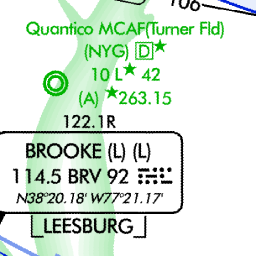 106
Quantico MCAF(Turner Fld)
(NYG) D★
10 L★ 42
(A) ★263.15
122.1R
BROOKE (L) (L)
114.5 BRV 92
N38°20.18' W77°21.17'
LEESBURG